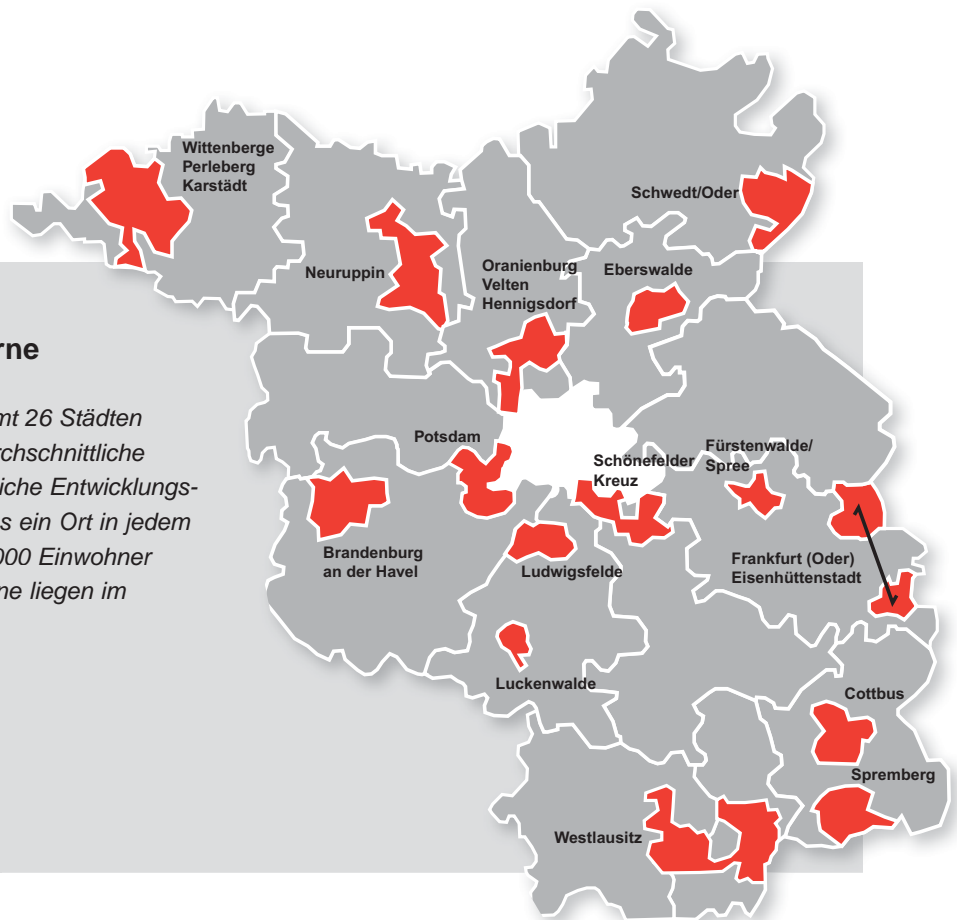 rne
mt 26 Städten
rchschnittliche
liche Entwicklungs-
s ein Ort in jedem
000 Einwohner
ne liegen im
Wittenberge
Perleberg
Karstädt
Neuruppin
Oranienburg
Velten
Hennigsdorf
Eberswalde
Schwedt/Oder
Potsdam
Schönefelder
Kreuz
Fürstenwalde/
Spree
Brandenburg
an der Havel
Ludwigsfelde
Frankfurt (Oder)
Eisenhüttenstadt
Luckenwalde
Cottbus
Spremberg
Westlausitz